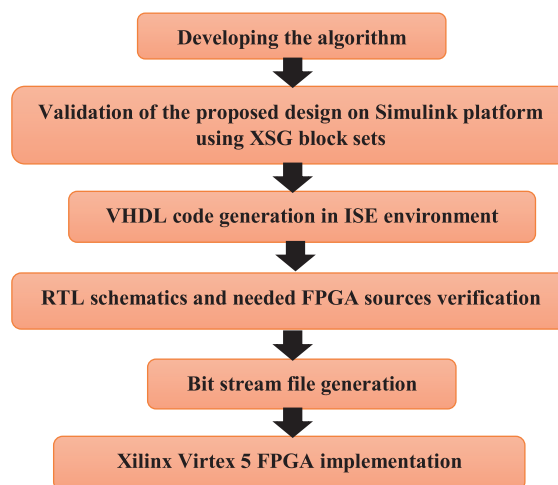 Developing the algorithm
Validation of the proposed design on Simulink platform
using XSG block sets
VHDL code generation in ISE environment
RTL schematics and needed FPGA sources verification
Bit stream file generation
Xilinx Virtex 5 FPGA implementation